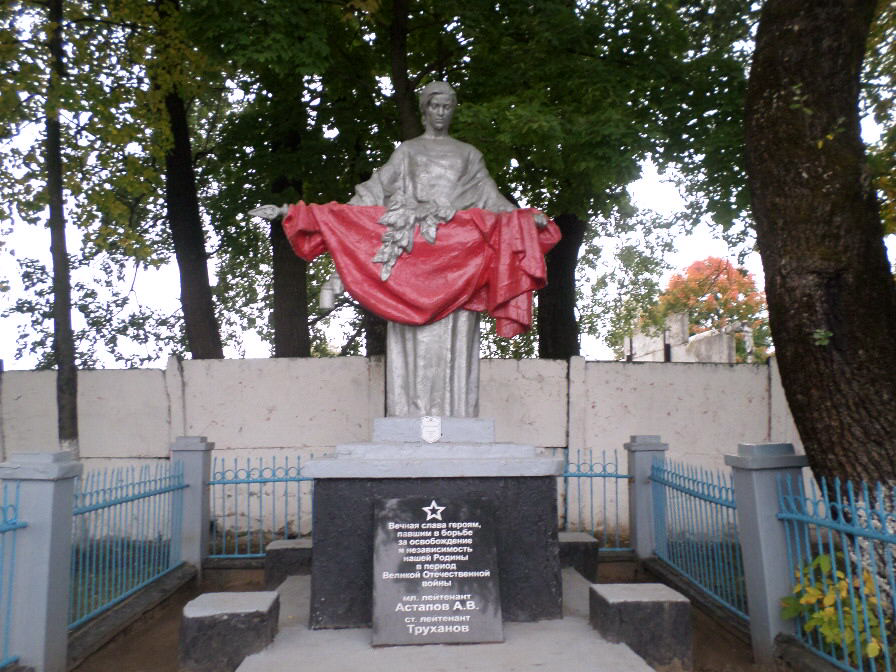 Вечная слава героям,
павшим в борьбе
за освобождение
и независимость
нашей Родины
в период
Великой Отечественной
войны
мл. лейтенант
Астапов А.В.
ст. лейтенант
Труханов